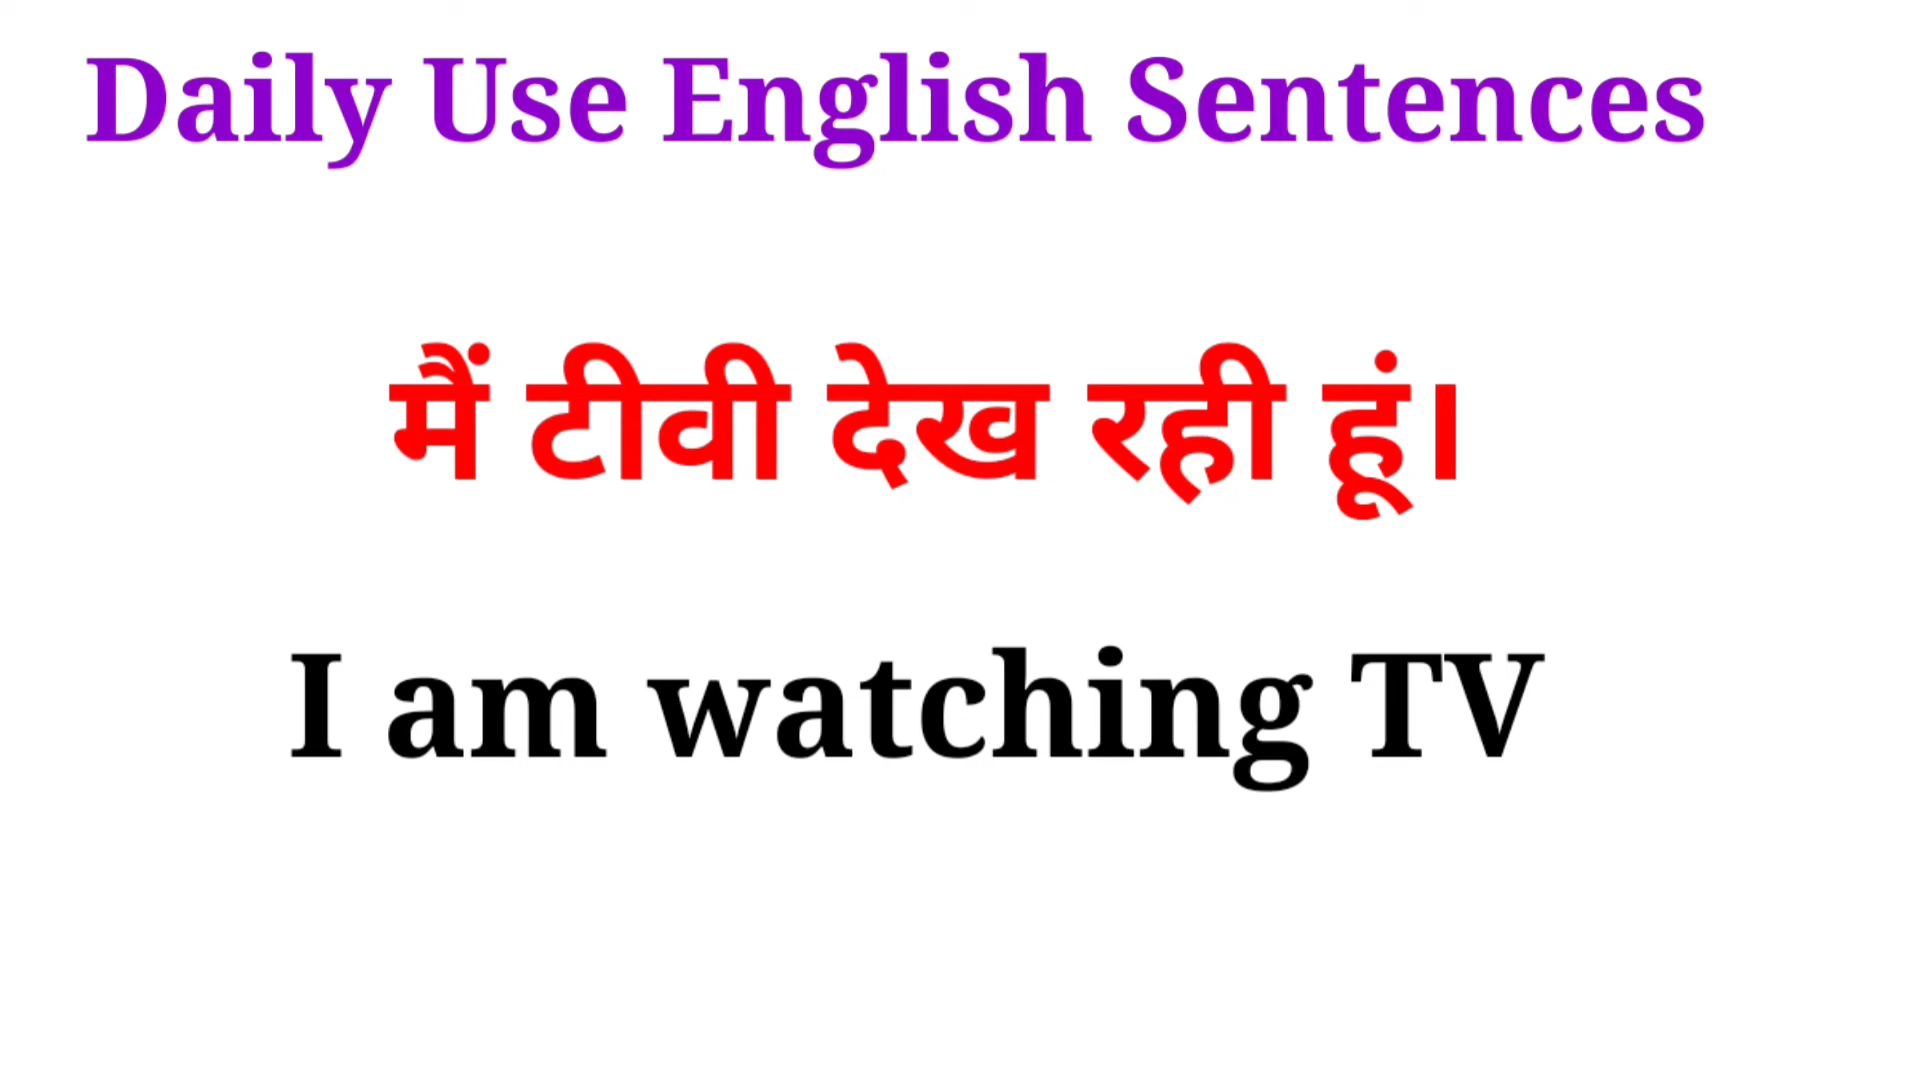 Daily Use English Sentences
मैं टीवी देख रही हूं।
I am watching TV